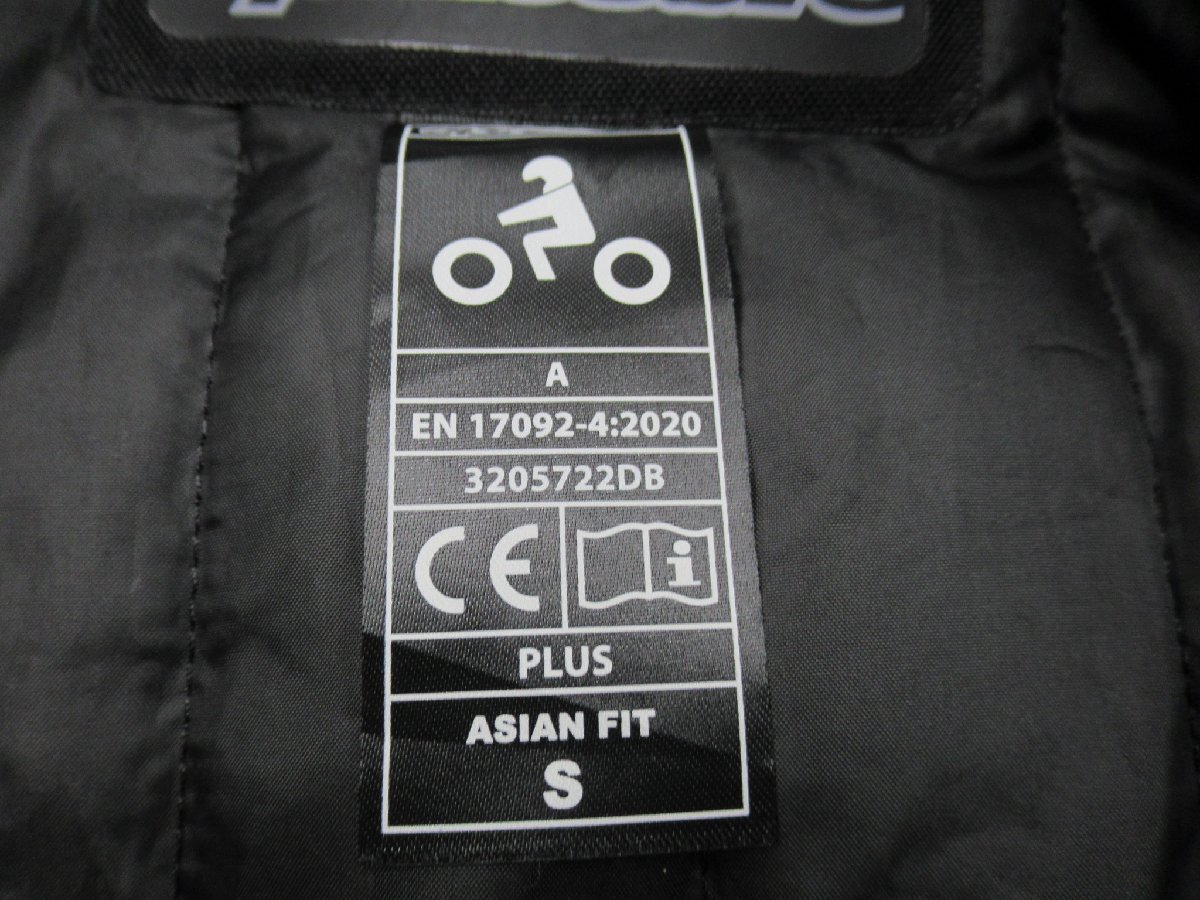 A
EN 17092-4:2020
3205722DB
CE
i
PLUS
ASIAN FIT
S